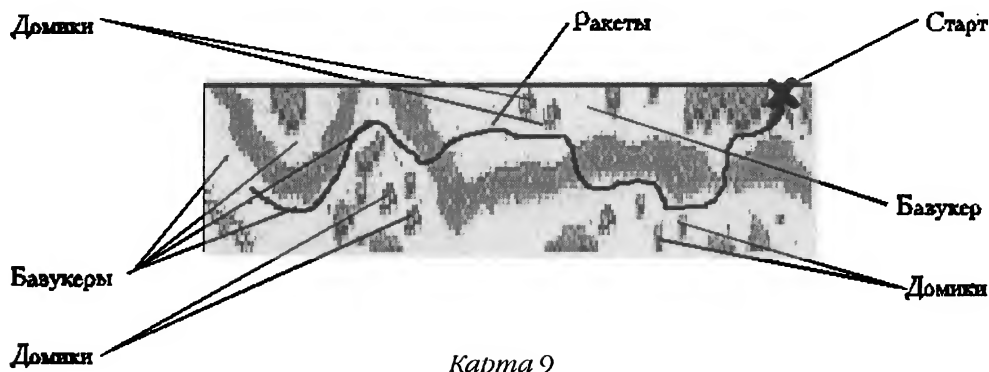 Домики
Ракеты
Старт
Базукер
Базукеры
Домики
Домики
Карта 9